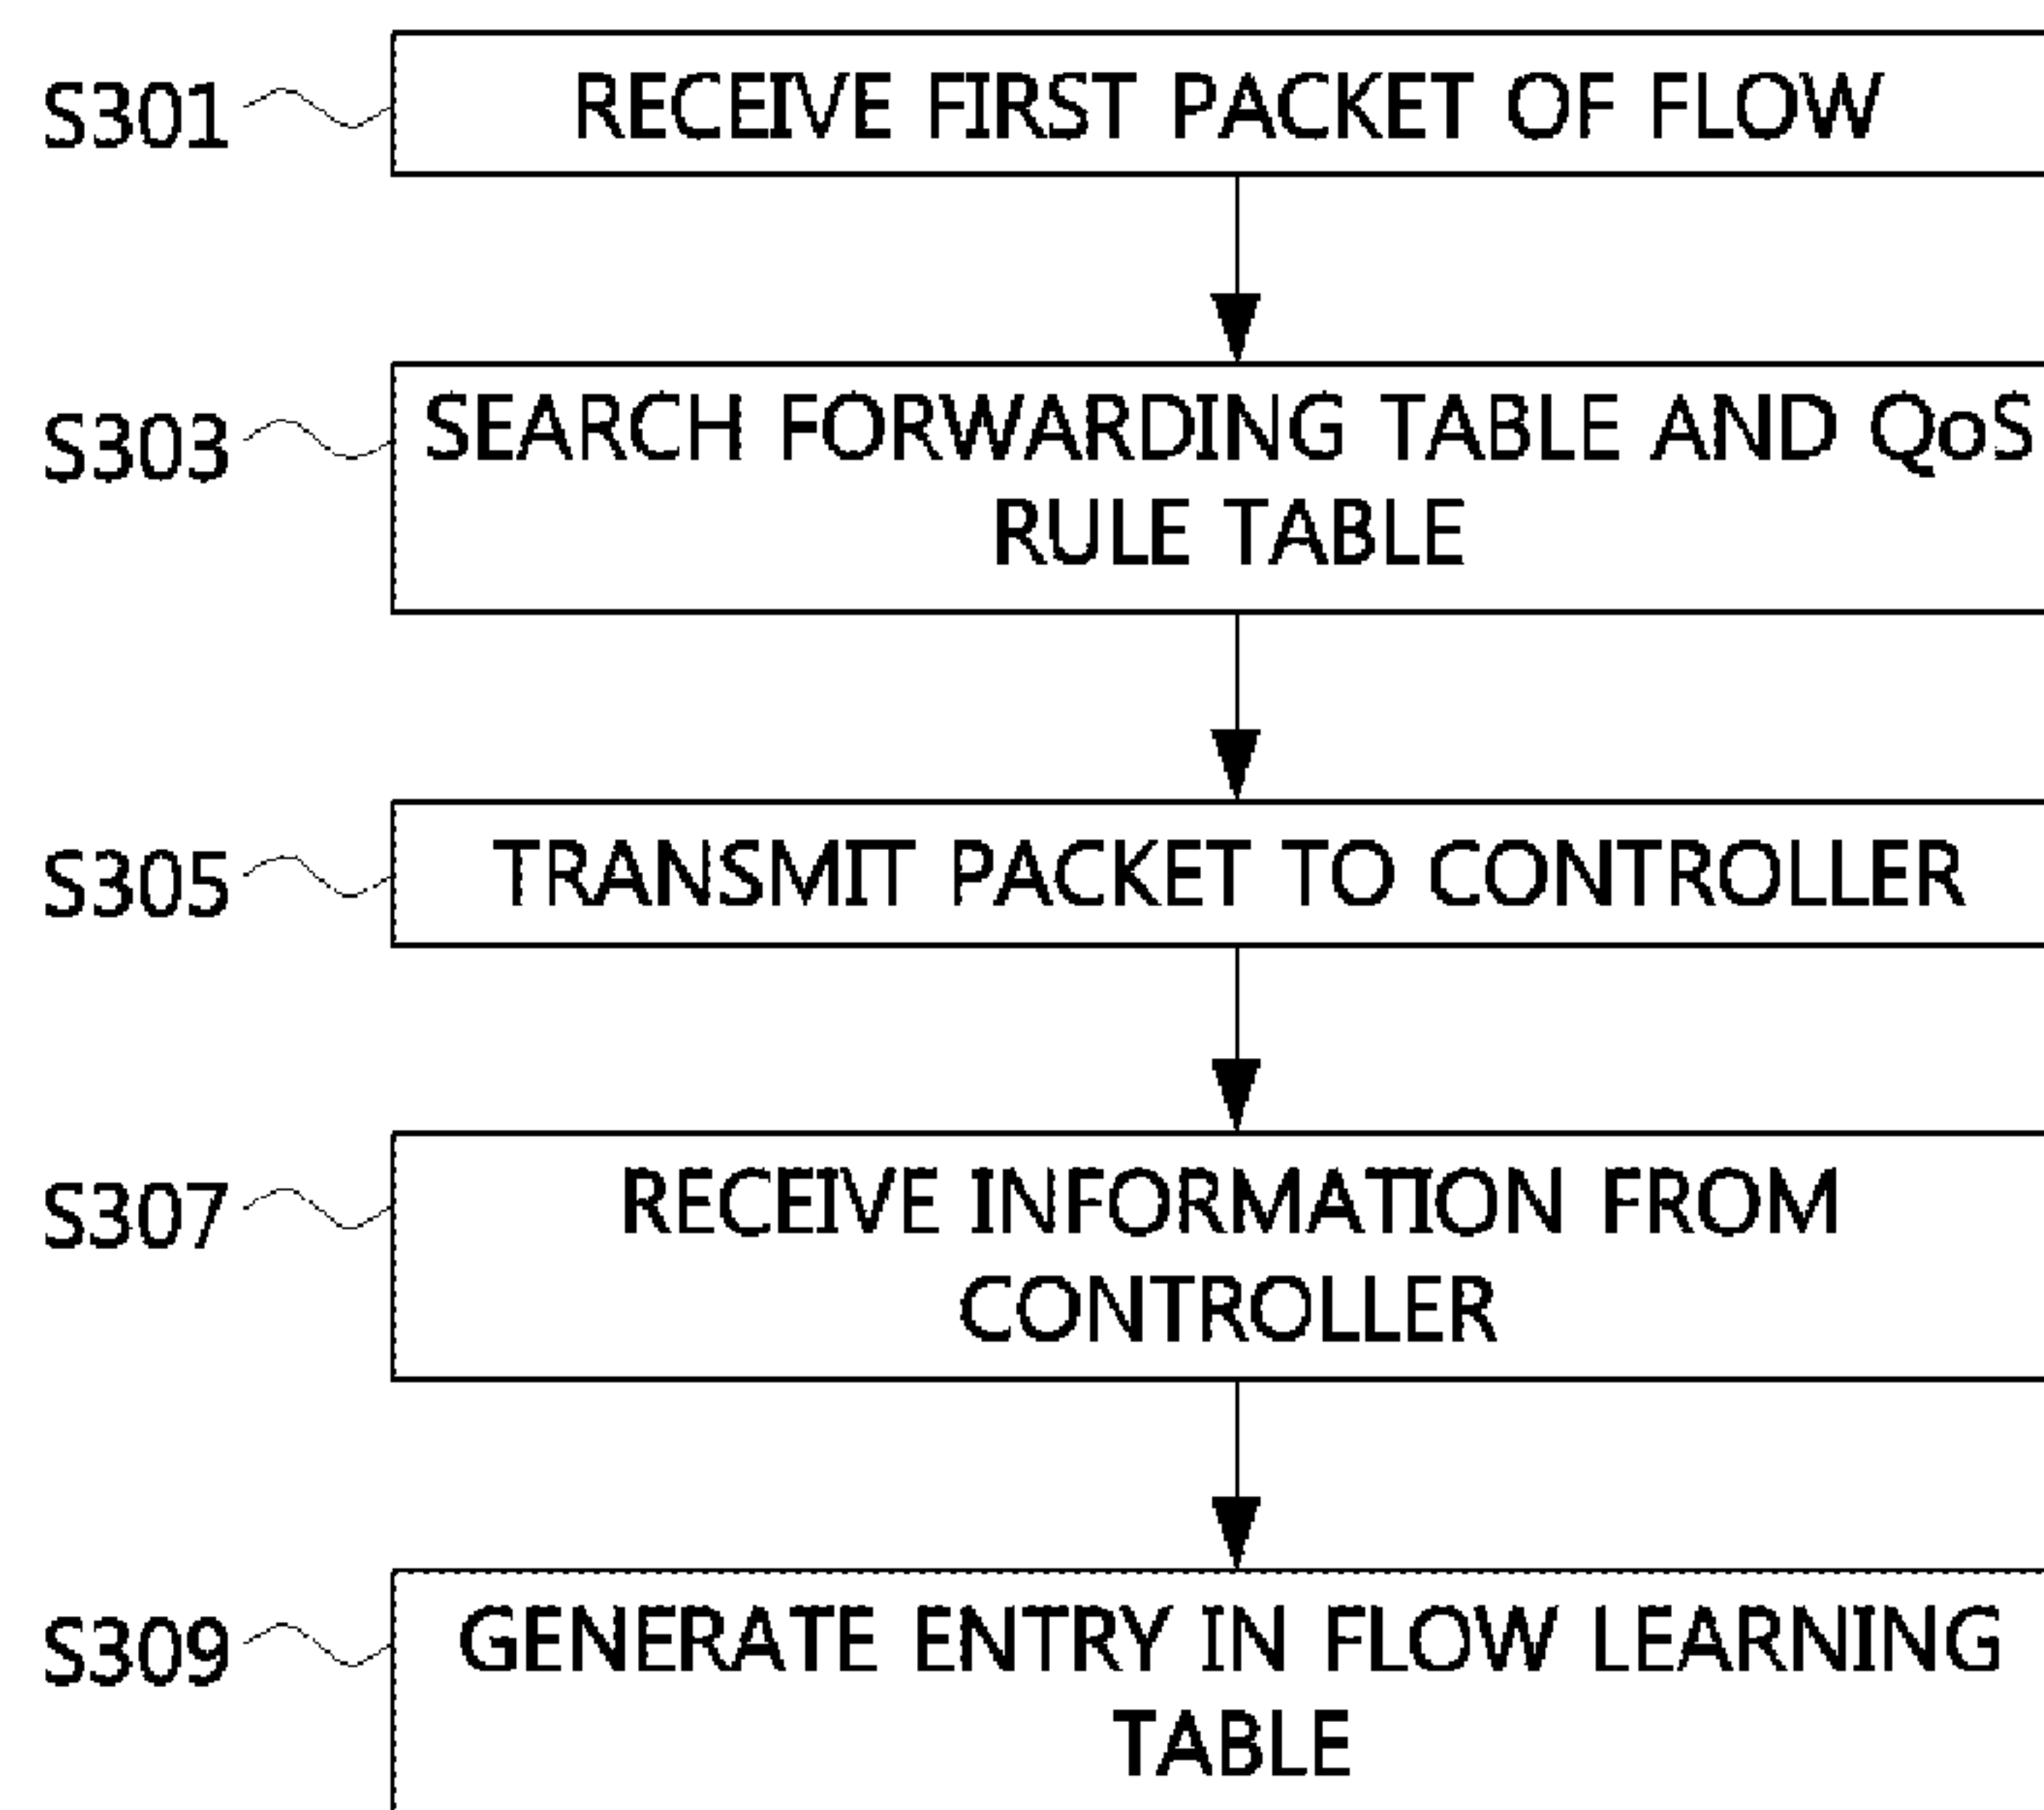 S301
RECEIVE FIRST PACKET OF FLOW
S303
SEARCH FORWARDING TABLE AND QoS
RULE TABLE
S305
TRANSMIT PACKET TO CONTROLLER
S307
RECEIVE INFORMATION FROM
CONTROLLER
S309
GENERATE ENTRY IN FLOW LEARNING
TABLE